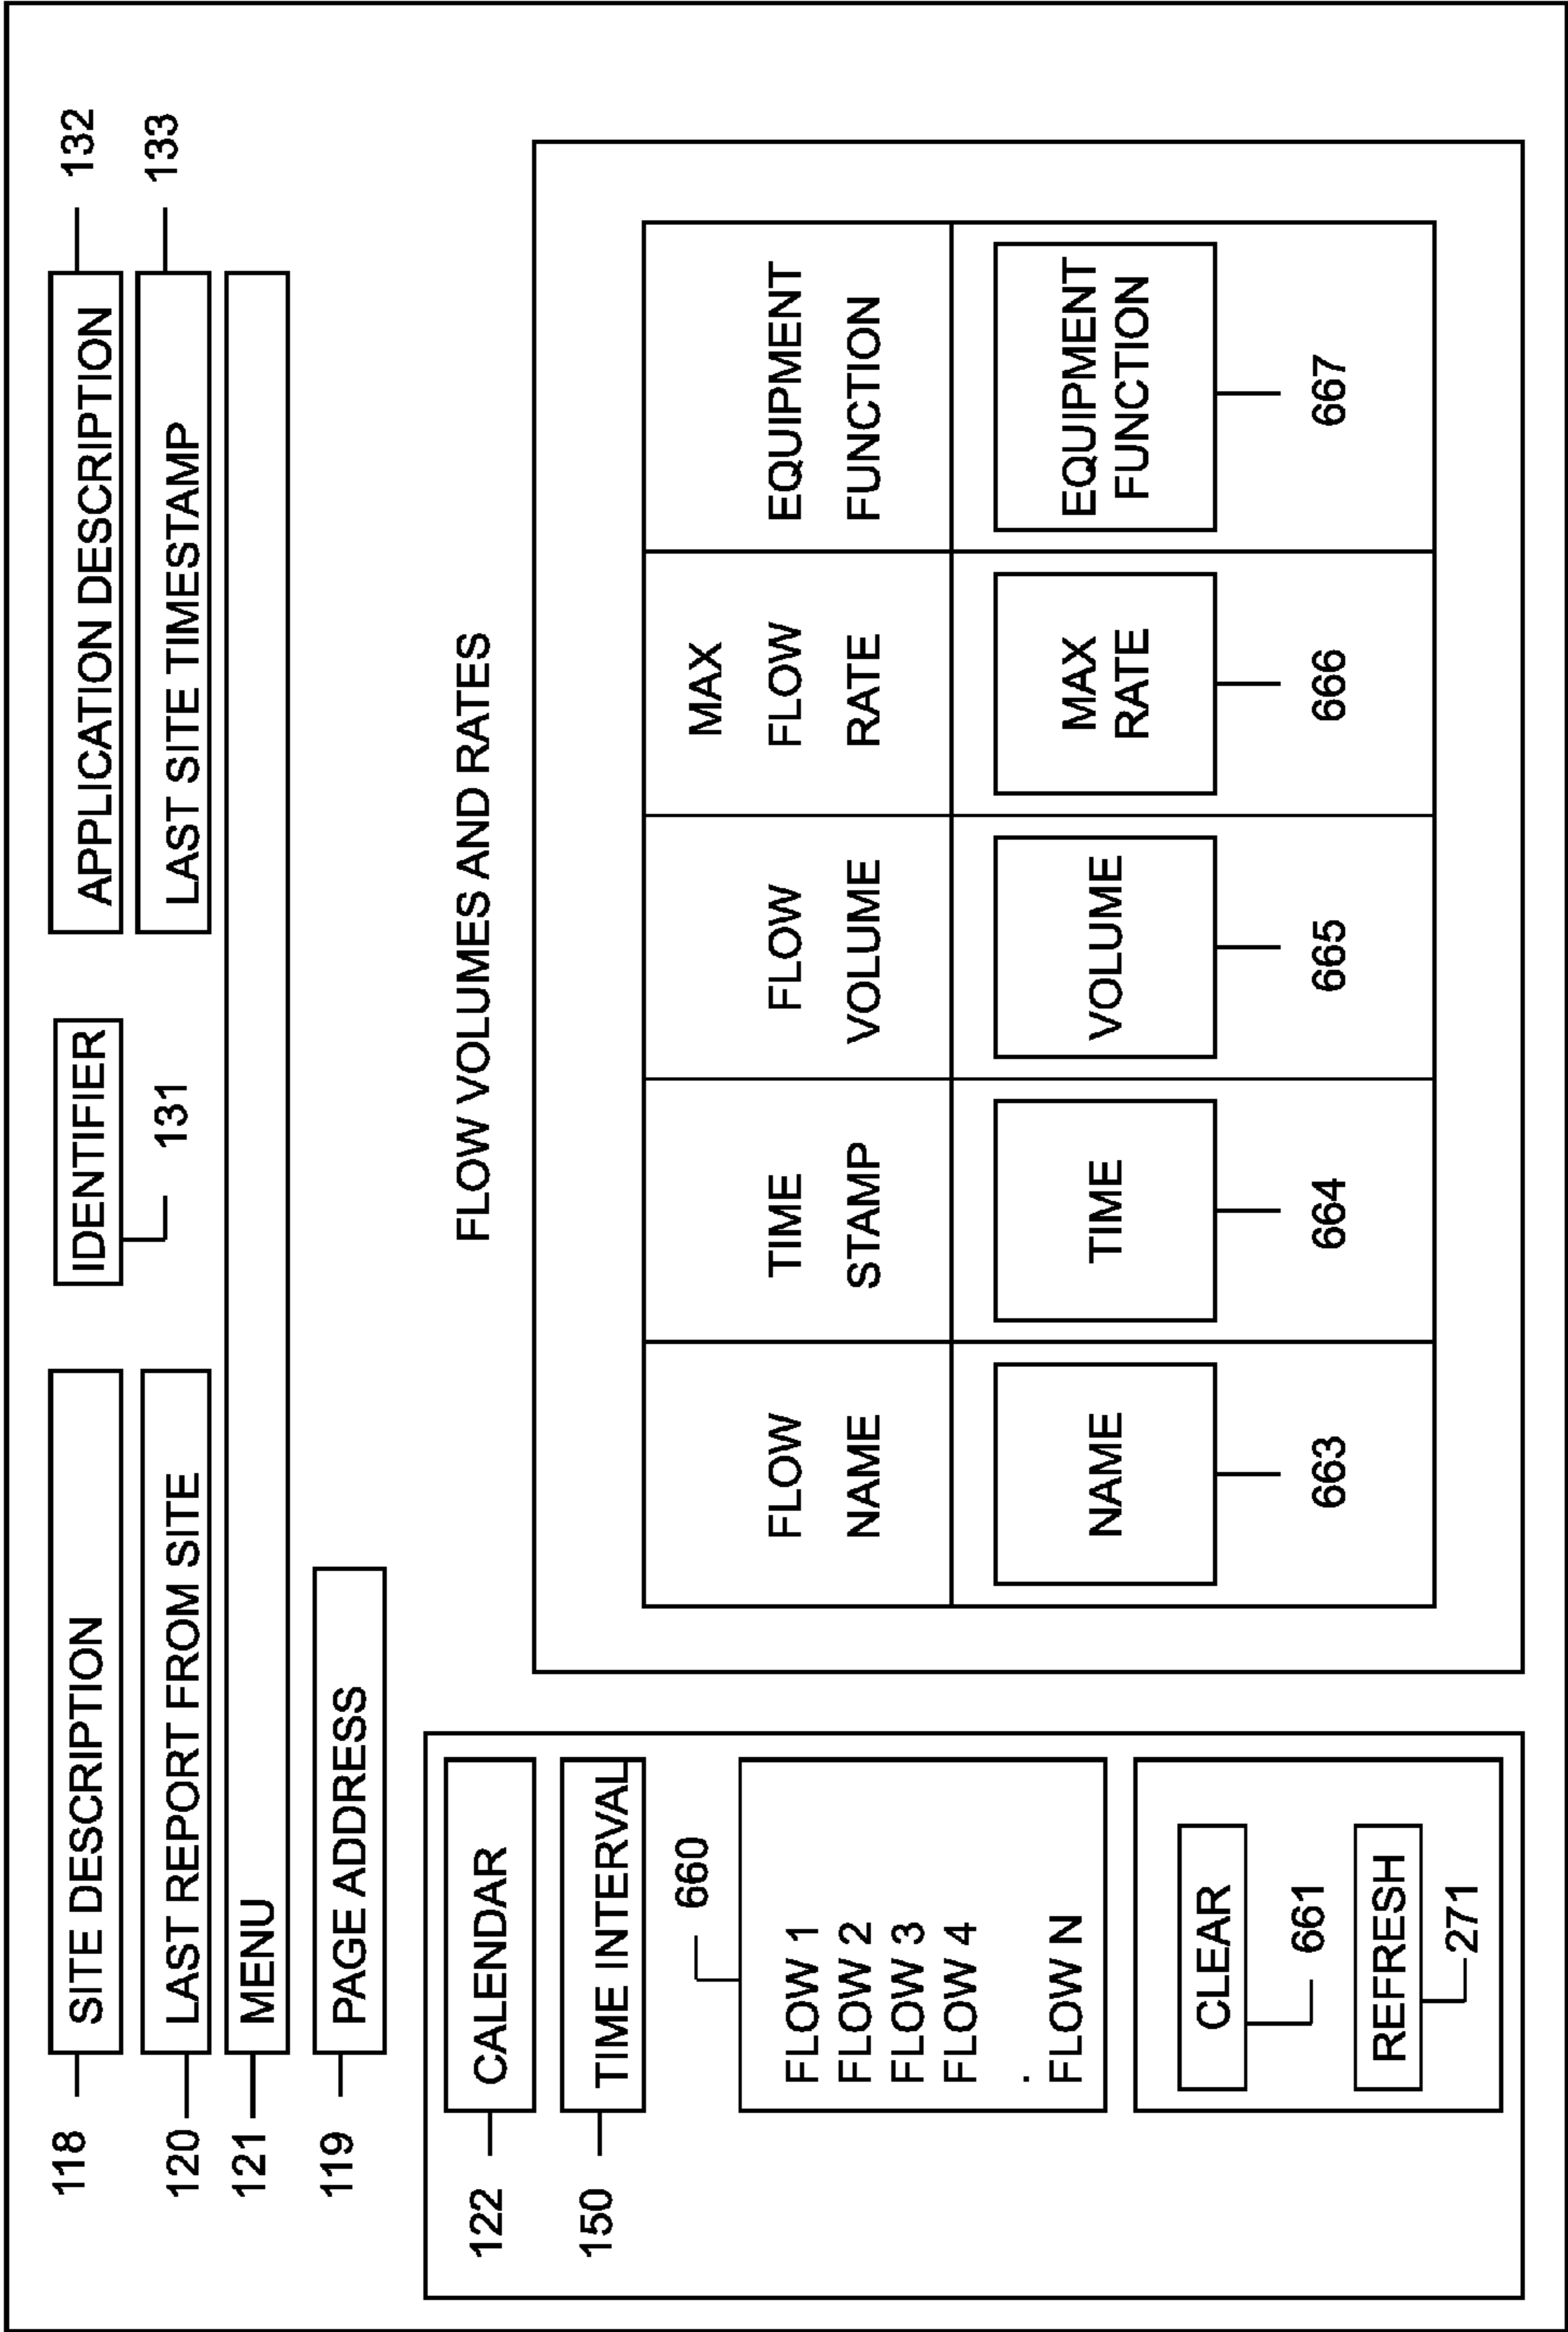 118
SITE DESCRIPTION
IDENTIFIER
131
APPLICATION DESCRIPTION
132
120
LAST REPORT FROM SITE
LAST SITE TIMESTAMP
133
121
MENU
119
PAGE ADDRESS
122
CALENDAR
150
TIME INTERVAL
660
FLOW 1
FLOW 2
FLOW 3
FLOW 4
.
FLOW N
CLEAR
661
REFRESH
271
FLOW VOLUMES AND RATES
FLOW
NAME
TIME
STAMP
FLOW
VOLUME
MAX
FLOW
RATE
EQUIPMENT
FUNCTION
NAME
TIME
VOLUME
MAX
RATE
EQUIPMENT
FUNCTION
663
664
665
666
667